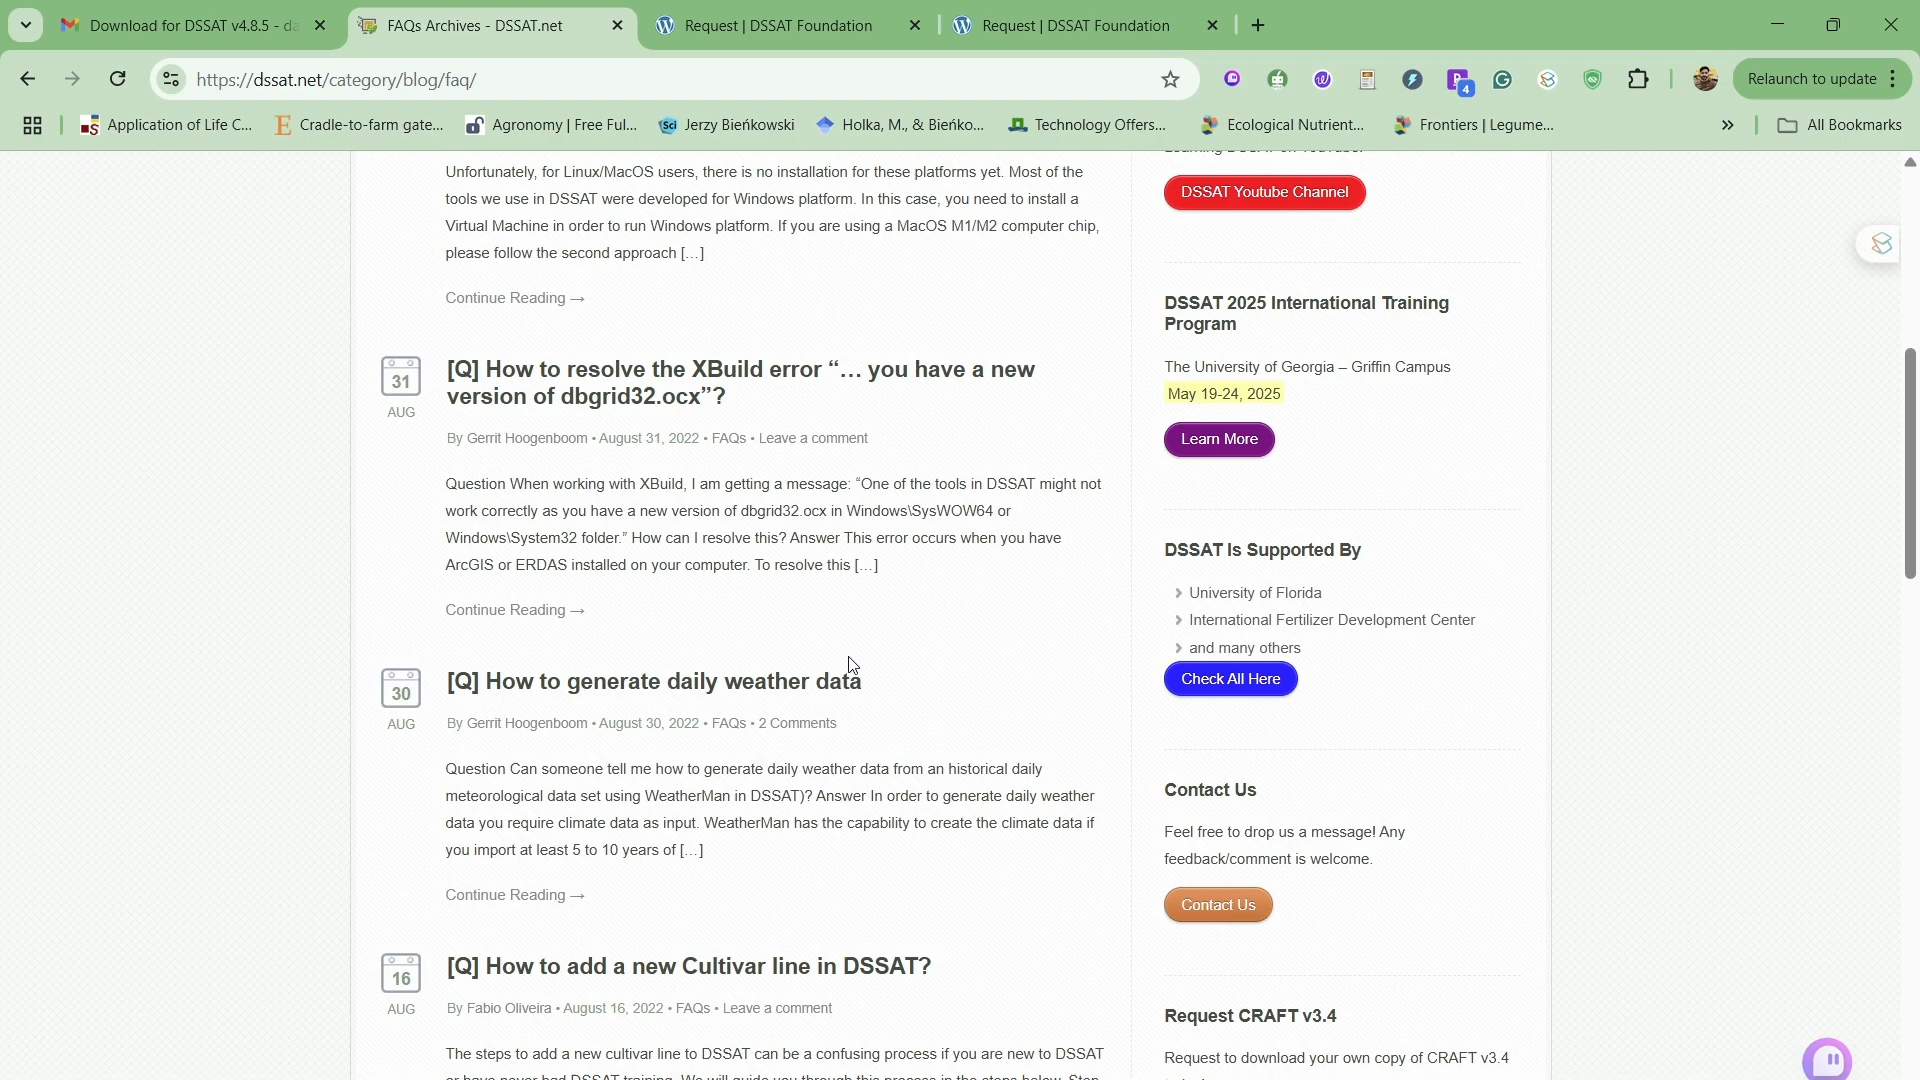 Download for DSSAT v4.8.5 - da
FAQs Archives - DSSAT.net
Request | DSSAT Foundation
Request | DSSAT Foundation
https://dssat.net/category/blog/faq/
4
Relaunch to update
Application of Life C...
Cradle-to-farm gate...
Agronomy | Free Ful...
Jerzy Bieńkowski
Holka, M., & Bieńko...
Technology Offers...
Ecological Nutrient...
Frontiers | Legume...
All Bookmarks
Unfortunately, for Linux/MacOS users, there is no installation for these platforms yet. Most of the
tools we use in DSSAT were developed for Windows platform. In this case, you need to install a
Virtual Machine in order to run Windows platform. If you are using a MacOS M1/M2 computer chip,
please follow the second approach […]
Continue Reading →
31
AUG
[Q] How to resolve the XBuild error “… you have a new
version of dbgrid32.ocx”?
By Gerrit Hoogenboom • August 31, 2022 • FAQs • Leave a comment
Question When working with XBuild, I am getting a message: “One of the tools in DSSAT might not
work correctly as you have a new version of dbgrid32.ocx in Windows\SysWOW64 or
Windows\System32 folder.” How can I resolve this? Answer This error occurs when you have
ArcGIS or ERDAS installed on your computer. To resolve this […]
Continue Reading →
30
AUG
[Q] How to generate daily weather data
By Gerrit Hoogenboom • August 30, 2022 • FAQs • 2 Comments
Question Can someone tell me how to generate daily weather data from an historical daily
meteorological data set using WeatherMan in DSSAT)? Answer In order to generate daily weather
data you require climate data as input. WeatherMan has the capability to create the climate data if
you import at least 5 to 10 years of […]
Continue Reading →
16
AUG
[Q] How to add a new Cultivar line in DSSAT?
By Fabio Oliveira • August 16, 2022 • FAQs • Leave a comment
The steps to add a new cultivar line to DSSAT can be a confusing process if you are new to DSSAT
DSSAT Youtube Channel
DSSAT 2025 International Training
Program
The University of Georgia – Griffin Campus
May 19-24, 2025
Learn More
DSSAT Is Supported By
University of Florida
International Fertilizer Development Center
and many others
Check All Here
Contact Us
Feel free to drop us a message! Any
feedback/comment is welcome.
Contact Us
Request CRAFT v3.4
Request to download your own copy of CRAFT v3.4